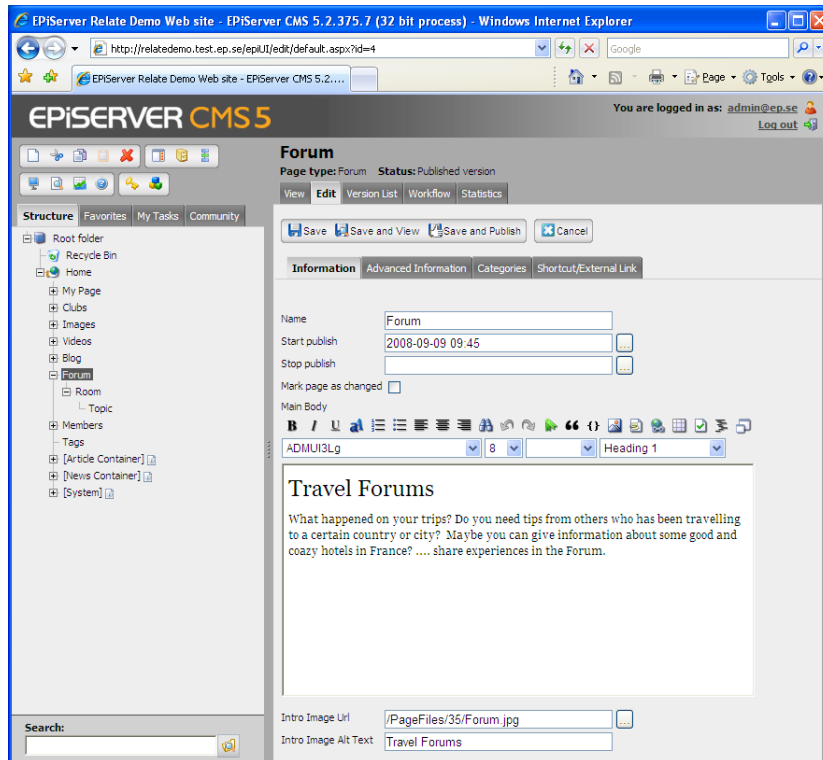 EPiServer Relate Demo Web site - EPiServer CMS 5.2.375.7 (32 bit process) - Windows Internet Explorer
http://relatedemo.test.ep.se/epiUI/edit/default.aspx?id=4
Google
EPiServer Relate Demo Web site - EPiServer CMS 5.2....
Page
Tools
EPiSERVER CMS 5
You are logged in as: admin@ep.se
Log out
Structure Favorites My Tasks Community
Root folder
Recycle Bin
Home
My Page
Clubs
Images
Videos
Blog
Forum
Room
Topic
Members
Tags
[Article Container]
[News Container]
[System]
Search:
Forum
Page type: Forum Status: Published version
View Edit Version List Workflow Statistics
Save Save and View Save and Publish Cancel
Information Advanced Information Categories Shortcut/External Link
Name Forum
Start publish 2008-09-09 09:45 ...
Stop publish ...
Mark page as changed
Main Body
B I U
ADMUI3Lg 8 Heading 1
Travel Forums
What happened on your trips? Do you need tips from others who has been travelling
to a certain country or city? Maybe you can give information about some good and
coazy hotels in France? .... share experiences in the Forum.
Intro Image Url /PageFiles/35/Forum.jpg ...
Intro Image Alt Text Travel Forums